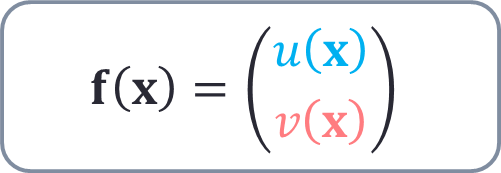 𝐟(𝐱) = (𝑢(𝐱)
𝑣(𝐱))